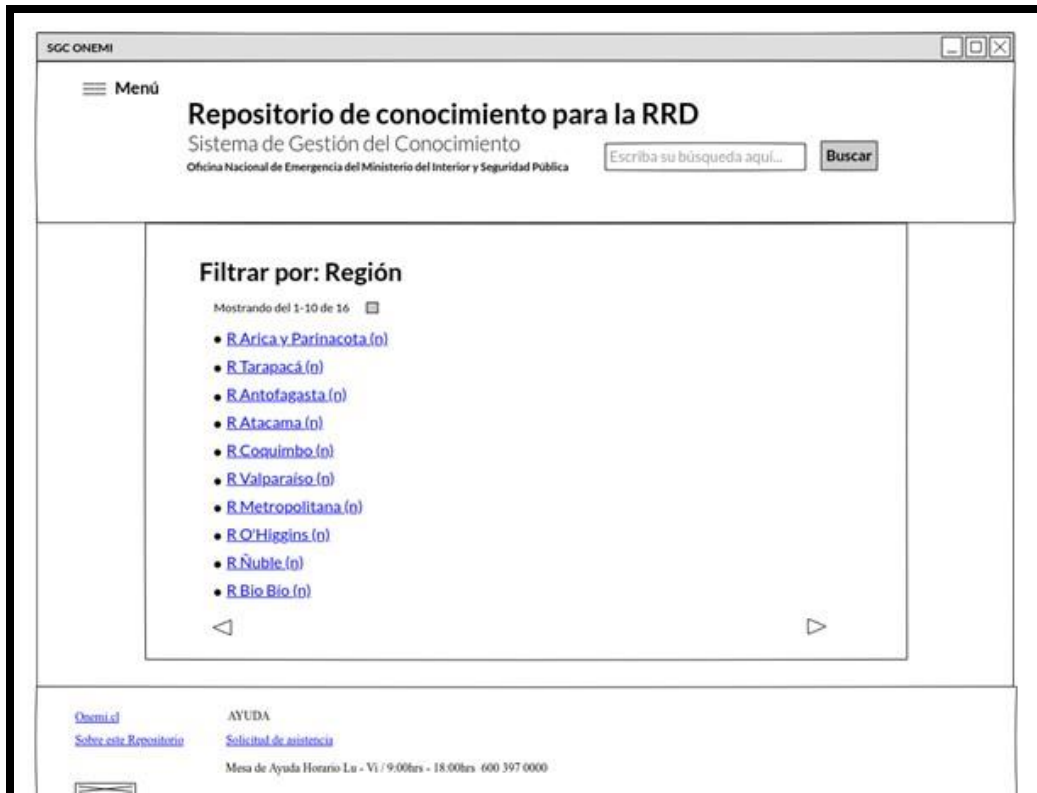 SGC ONEMI
Menú
Repositorio de conocimiento para la RRD
Sistema de Gestión del Conocimiento
Oficina Nacional de Emergencia del Ministerio del Interior y Seguridad Pública
Escriba su búsqueda aquí...
Buscar
Filtrar por: Región
Mostrando del 1-10 de 16
R Arica y Parinacota (n)
R Tarapacá (n)
R Antofagasta (n)
R Atacama (n)
R Coquimbo (n)
R Valparaíso (n)
R Metropolitana (n)
R O'Higgins (n)
R Ñuble (n)
R Bio Bío (n)
Onemi.cl
AYUDA
Sobre este Repositorio
Solicitud de asistencia
Mesa de Ayuda Horario Lu - Vi / 9:00hrs - 18:00hrs 600 397 0000